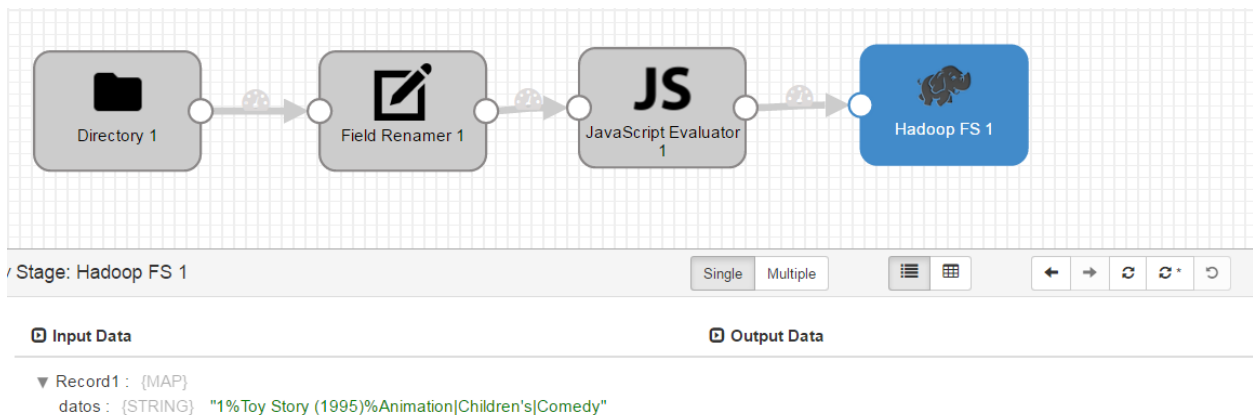 Directory 1
Field Renamer 1
JS
JavaScript Evaluator
1
Hadoop FS 1
Stage: Hadoop FS 1
Single
Multiple
*
Input Data
Output Data
Record1 : {MAP}
datos : {STRING} "1%Toy Story (1995)%Animation|Children's|Comedy"